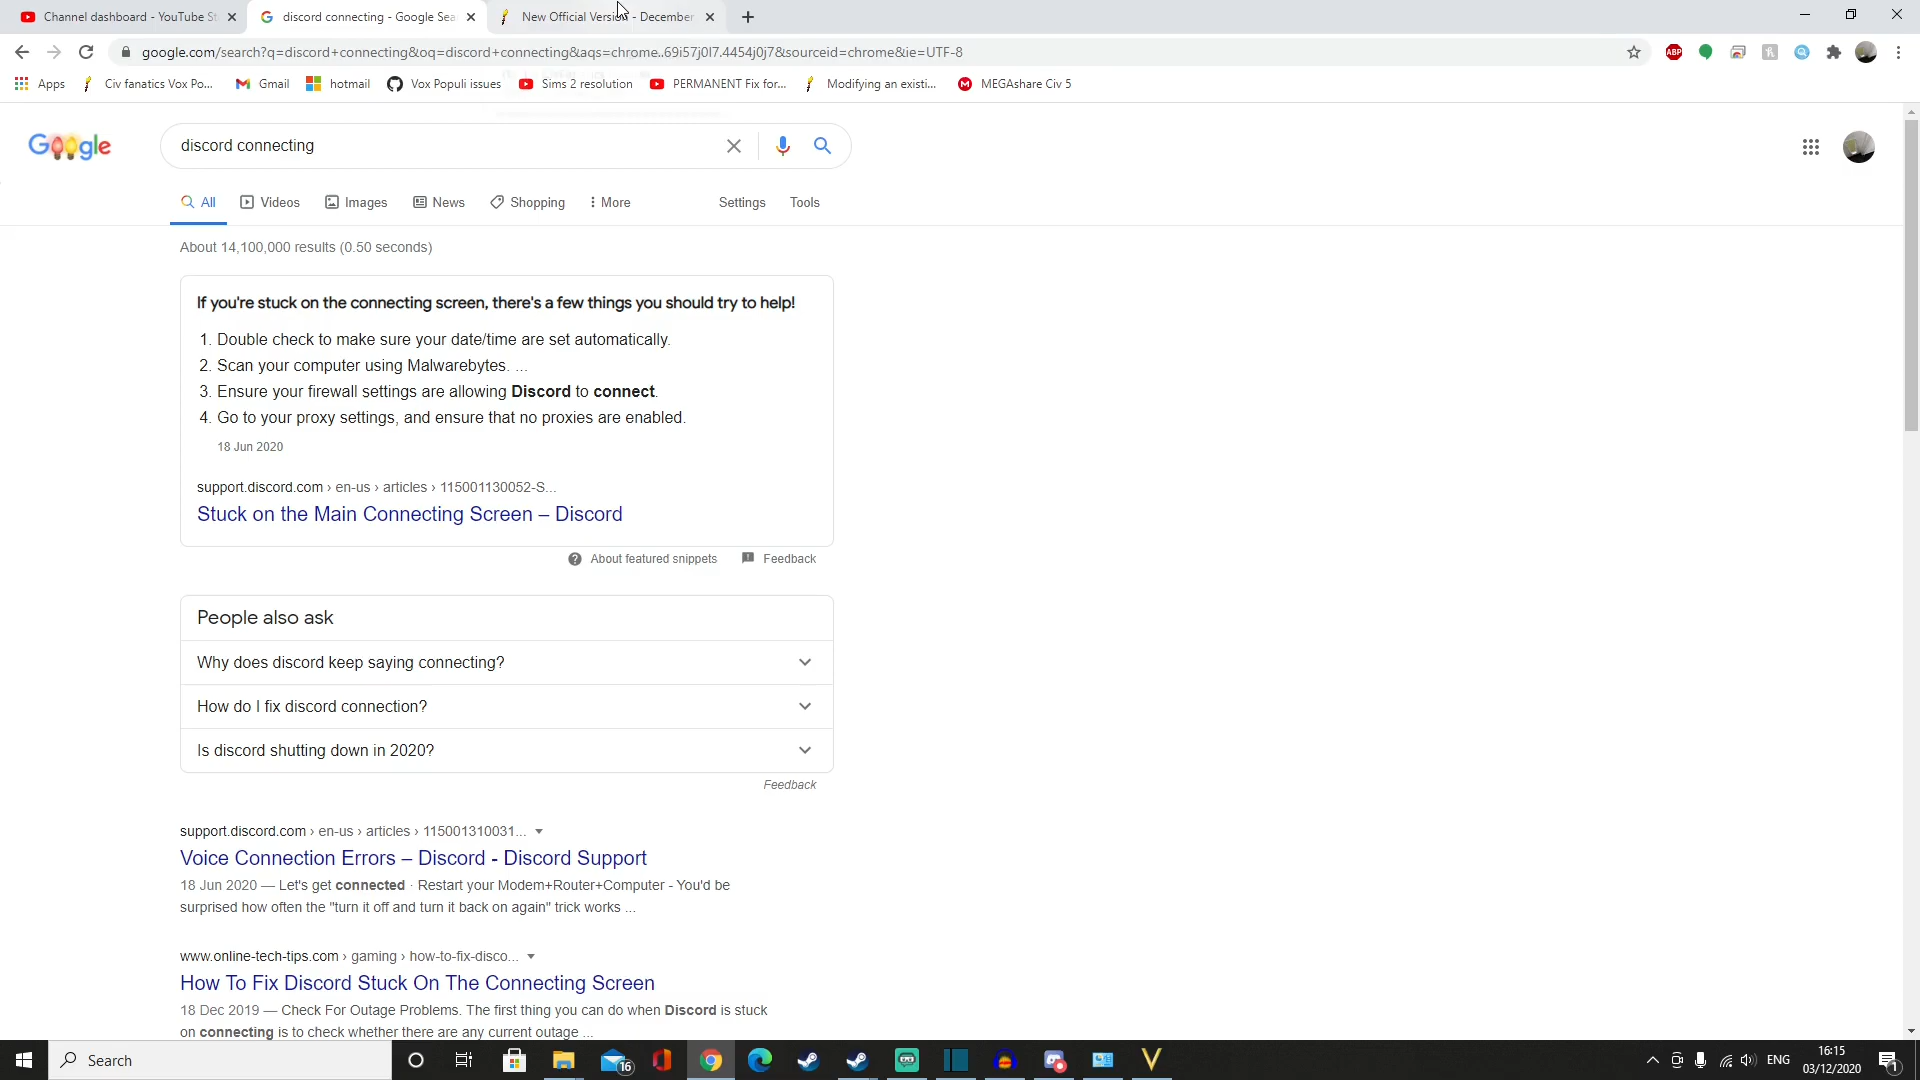 Channel dashboard - YouTube St
discord connecting - Google Sea
New Official Version - December
google.com/search?q=discord+connecting&oq=discord+connecting&aqs=chrome..69i57j0l7.4454j0j7&sourceid=chrome&ie=UTF-8
ABP
Apps
Civ fanatics Vox Po...
Gmail
hotmail
Vox Populi issues
Sims 2 resolution
PERMANENT Fix for...
Modifying an existi...
MEGAshare Civ 5
Google
discord connecting
All
Videos
Images
News
Shopping
More
Settings
Tools
About 14,100,000 results (0.50 seconds)
If you're stuck on the connecting screen, there's a few things you should try to help!
1. Double check to make sure your date/time are set automatically.
2. Scan your computer using Malwarebytes. ...
3. Ensure your firewall settings are allowing Discord to connect.
4. Go to your proxy settings, and ensure that no proxies are enabled.
18 Jun 2020
support.discord.com › en-us › articles › 115001130052-S...
Stuck on the Main Connecting Screen – Discord
About featured snippets
Feedback
People also ask
Why does discord keep saying connecting?
How do I fix discord connection?
Is discord shutting down in 2020?
Feedback
support.discord.com › en-us › articles › 115001310031...
Voice Connection Errors – Discord - Discord Support
18 Jun 2020 — Let's get connected · Restart your Modem+Router+Computer - You'd be
surprised how often the "turn it off and turn it back on again" trick works ...
www.online-tech-tips.com › gaming › how-to-fix-disco...
How To Fix Discord Stuck On The Connecting Screen
18 Dec 2019 — Check For Outage Problems. The first thing you can do when Discord is stuck
on connecting is to check whether there are any current outage ...
Search
16
ENG
16:15
03/12/2020
1